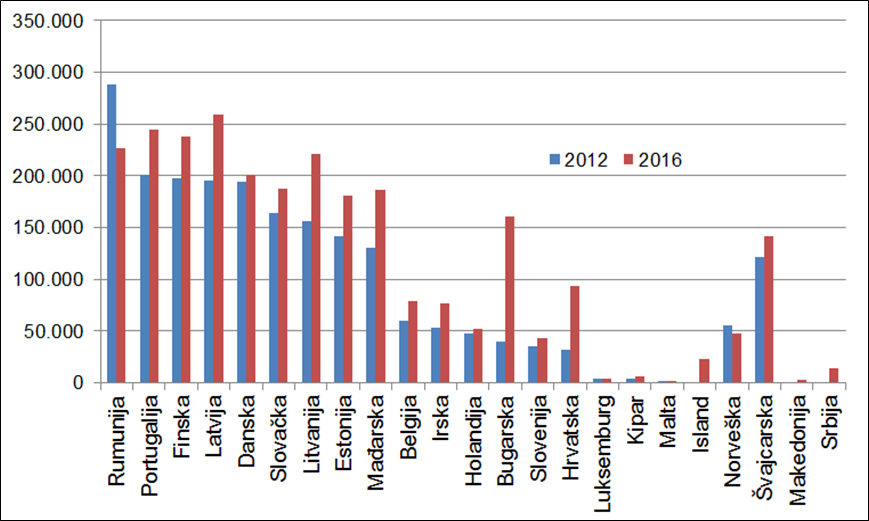 350.000
300.000
250.000
200.000
150.000
100.000
50.000
0
2012 2016
Rumunija
Portugalija
Finska
Latvija
Danska
Slovačka
Litvanija
Estonija
Mađarska
Belgija
Irska
Holandija
Bugarska
Slovenija
Hrvatska
Luksemburg
Kipar
Malta
Island
Norveška
Švajcarska
Makedonija
Srbija